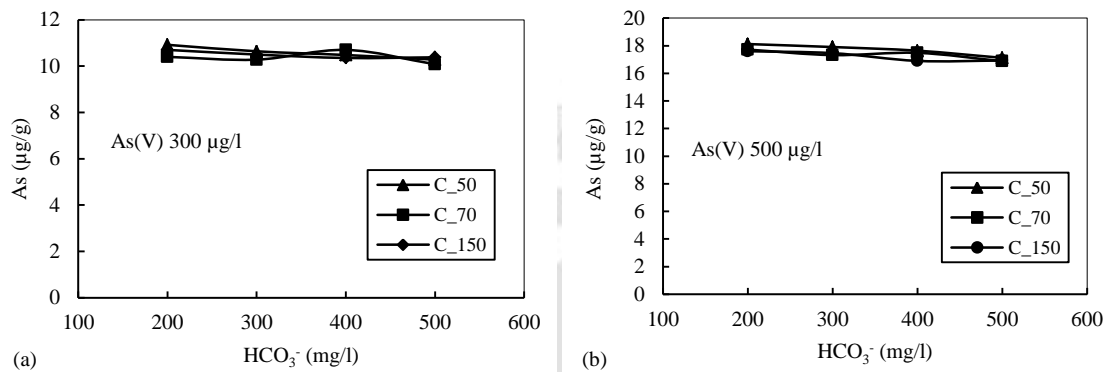 12
10
8
6
4
2
0
As (µg/g)
As(V) 300 µg/l
C_50
C_70
C_150
100 200 300 400 500 600
HCO₃⁻ (mg/l)
(a)
20
18
16
14
12
10
8
6
4
2
0
As (µg/g)
As(V) 500 µg/l
C_50
C_70
C_150
100 200 300 400 500 600
HCO₃⁻ (mg/l)
(b)